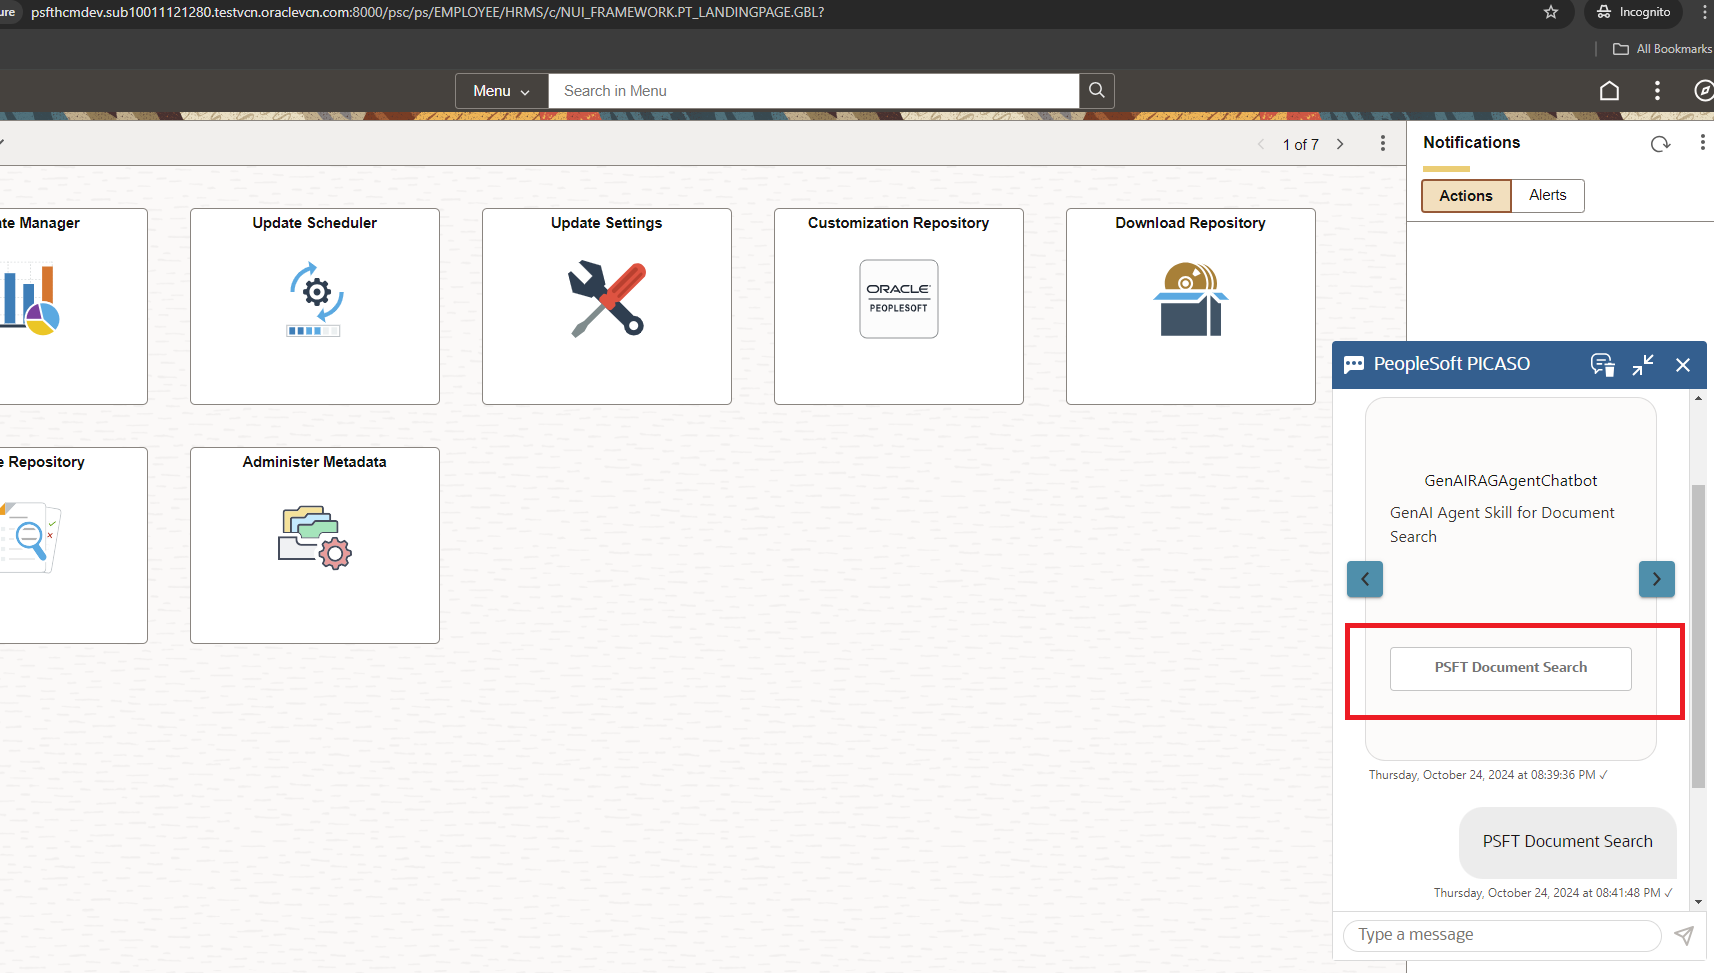 ure
psfthcmdev.sub10011121280.testvcn.oraclevcn.com:8000/psc/ps/EMPLOYEE/HRMS/c/NUI_FRAMEWORK.PT_LANDINGPAGE.GBL?
Incognito
All Bookmarks
Menu
Search in Menu
1 of 7
Notifications
Actions
Alerts
te Manager
Update Scheduler
Update Settings
Customization Repository
ORACLE
PEOPLESOFT
Download Repository
e Repository
Administer Metadata
PeopleSoft PICASO
GenAIRAGAgentChatbot
GenAI Agent Skill for Document
Search
PSFT Document Search
Thursday, October 24, 2024 at 08:39:36 PM ✓
PSFT Document Search
Thursday, October 24, 2024 at 08:41:48 PM ✓
Type a message